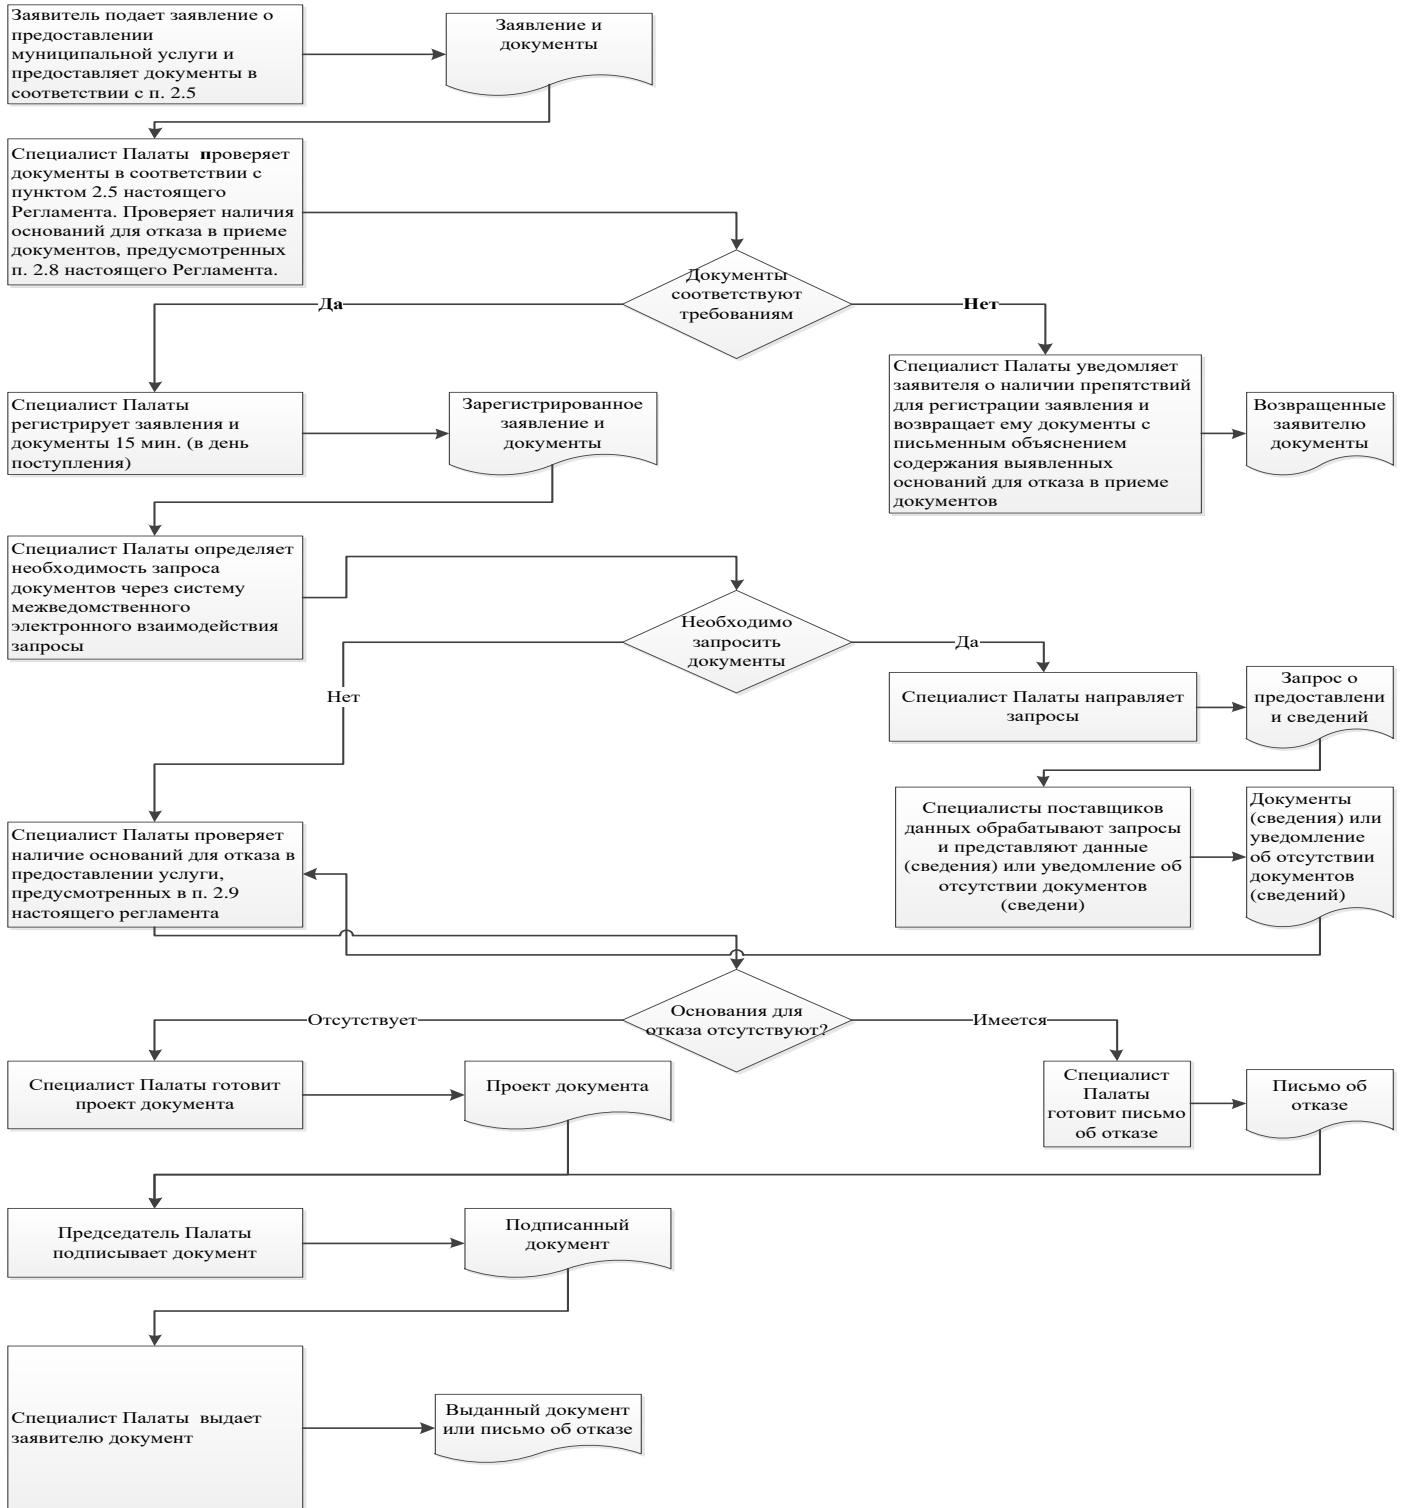 Заявитель подает заявление о
предоставлении
муниципальной услуги и
предоставляет документы в
соответствии с п. 2.5
Заявление и
документы
Специалист Палаты проверяет
документы в соответствии с
пунктом 2.5 настоящего
Регламента. Проверяет наличия
оснований для отказа в приеме
документов, предусмотренных
п. 2.8 настоящего Регламента.
Документы
соответствуют
требованиям
Да
Нет
Специалист Палаты
регистрирует заявления и
документы 15 мин. (в день
поступления)
Зарегистрированное
заявление и
документы
Специалист Палаты уведомляет
заявителя о наличии препятствий
для регистрации заявления и
возвращает ему документы с
письменным объяснением
содержания выявленных
оснований для отказа в приеме
документов
Возвращенные
заявителю
документы
Специалист Палаты определяет
необходимость запроса
документов через систему
межведомственного
электронного взаимодействия
запросы
Необходимо
запросить
документы
Да
Нет
Специалист Палаты направляет
запросы
Запрос о
предоставлени
и сведений
Специалист Палаты проверяет
наличие оснований для отказа в
предоставлении услуги,
предусмотренных в п. 2.9
настоящего регламента
Специалисты поставщиков
данных обрабатывают запросы
и представляют данные
(сведения) или уведомление об
отсутствии документов
(сведени)
Документы
(сведения) или
уведомление
об отсутствии
документов
(сведений)
Основания для
отказа отсутствуют?
Отсутствует
Имеется
Специалист Палаты готовит
проект документа
Проект документа
Специалист
Палаты
готовит письмо
об отказе
Письмо об
отказе
Председатель Палаты
подписывает документ
Подписанный
документ
Специалист Палаты выдает
заявителю документ
Выданный документ
или письмо об отказе